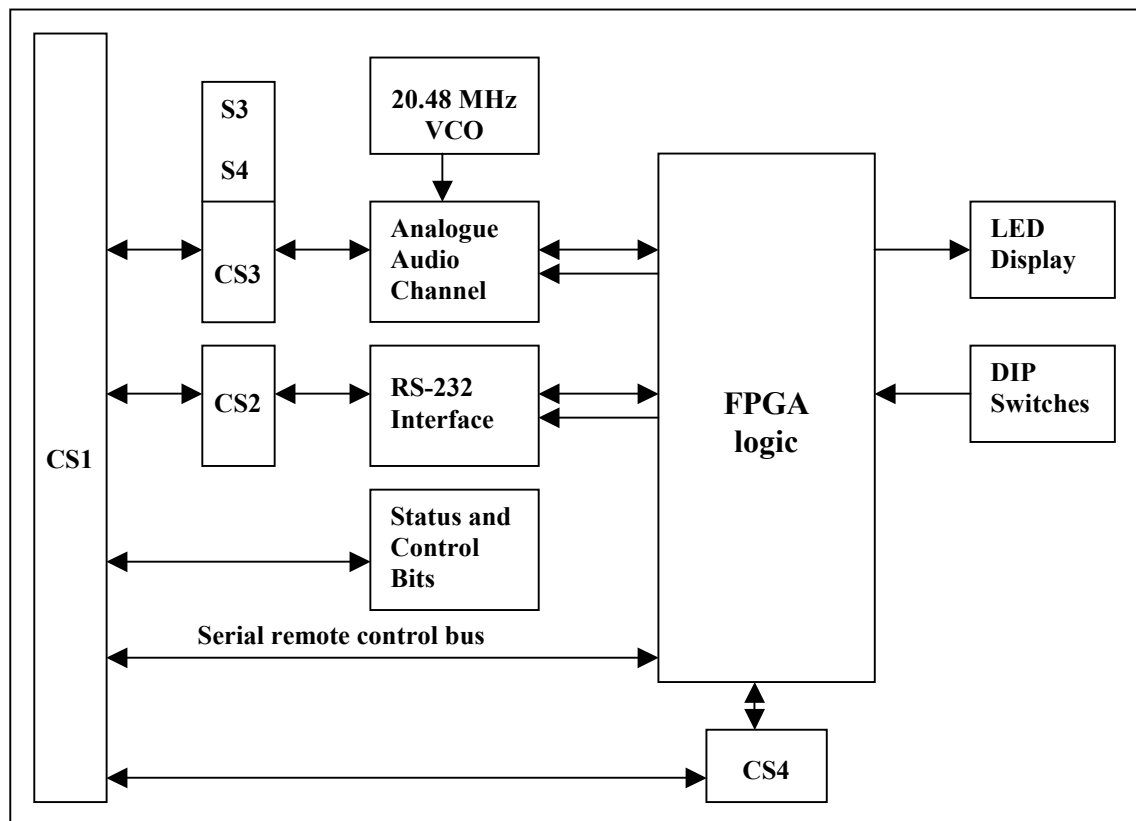 S3
S4
CS3
20.48 MHz
VCO
Analogue
Audio
Channel
LED
Display
CS2
RS-232
Interface
FPGA
logic
DIP
Switches
CS1
Status and
Control
Bits
Serial remote control bus
CS4